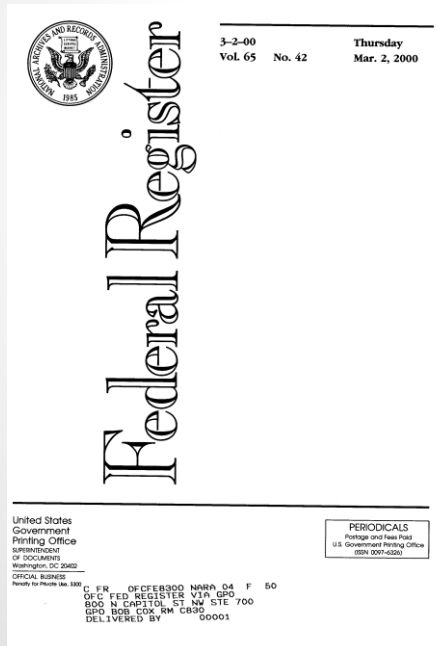 NATIONAL ARCHIVES AND RECORDS ADMINISTRATION
1985
3–2–00
Vol. 65 No. 42
Thursday
Mar. 2, 2000
Federal Register
United States
Government
Printing Office
SUPERINTENDENT
OF DOCUMENTS
Washington, DC 20402
OFFICIAL BUSINESS
Penalty for Private Use, $300
PERIODICALS
Postage and Fees Paid
U.S. Government Printing Office
(ISSN 0097–6326)
C FR OFCFE8300 NARA 04 F 50
OFC FED REGISTER VIA GPO
800 N CAPITOL ST NW STE 700
GPO BOB COX RM C830
DELIVERED BY 00001